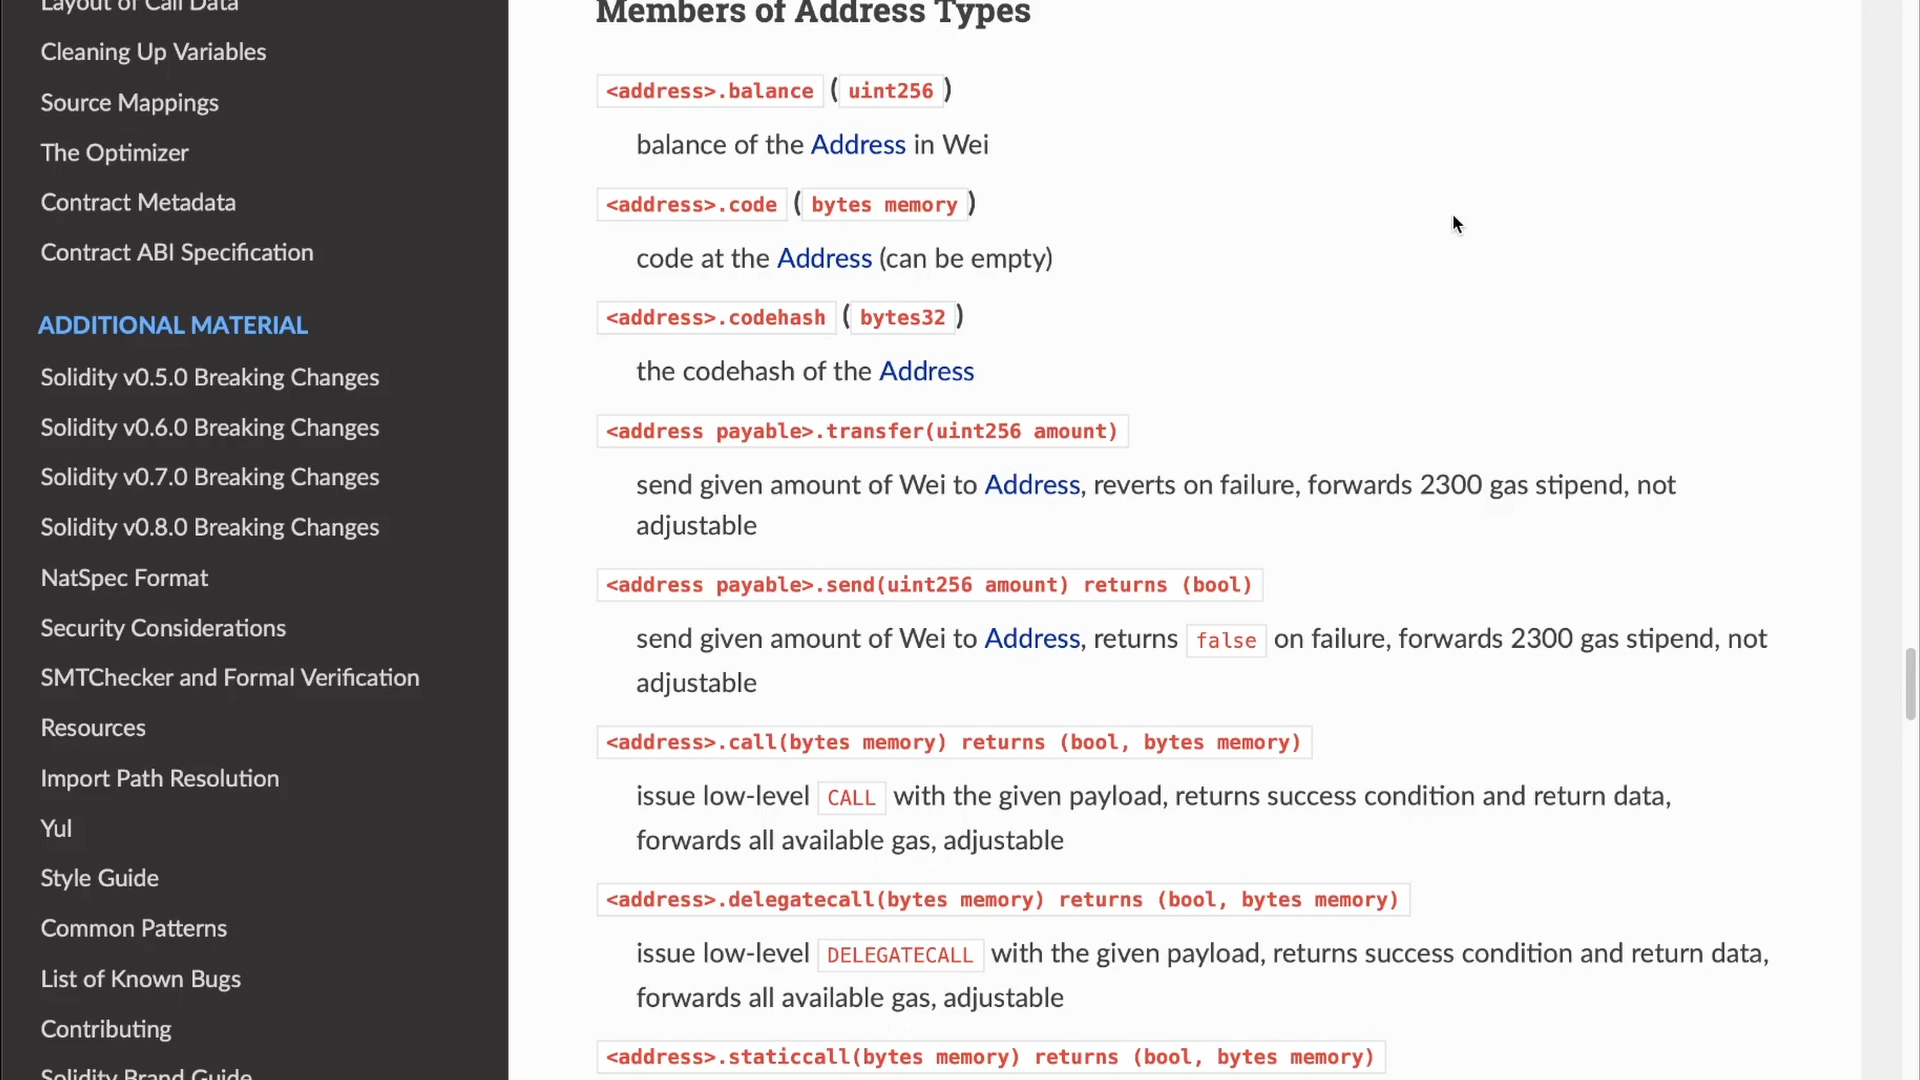 Layout of Call Data
Cleaning Up Variables
Source Mappings
The Optimizer
Contract Metadata
Contract ABI Specification
ADDITIONAL MATERIAL
Solidity v0.5.0 Breaking Changes
Solidity v0.6.0 Breaking Changes
Solidity v0.7.0 Breaking Changes
Solidity v0.8.0 Breaking Changes
NatSpec Format
Security Considerations
SMTChecker and Formal Verification
Resources
Import Path Resolution
Yul
Style Guide
Common Patterns
List of Known Bugs
Contributing
Solidity Brand Guide
Members of Address Types
<address>.balance (uint256)
balance of the Address in Wei
<address>.code (bytes memory)
code at the Address (can be empty)
<address>.codehash (bytes32)
the codehash of the Address
<address payable>.transfer(uint256 amount)
send given amount of Wei to Address, reverts on failure, forwards 2300 gas stipend, not
adjustable
<address payable>.send(uint256 amount) returns (bool)
send given amount of Wei to Address, returns false on failure, forwards 2300 gas stipend, not
adjustable
<address>.call(bytes memory) returns (bool, bytes memory)
issue low-level CALL with the given payload, returns success condition and return data,
forwards all available gas, adjustable
<address>.delegatecall(bytes memory) returns (bool, bytes memory)
issue low-level DELEGATECALL with the given payload, returns success condition and return data,
forwards all available gas, adjustable
<address>.staticcall(bytes memory) returns (bool, bytes memory)